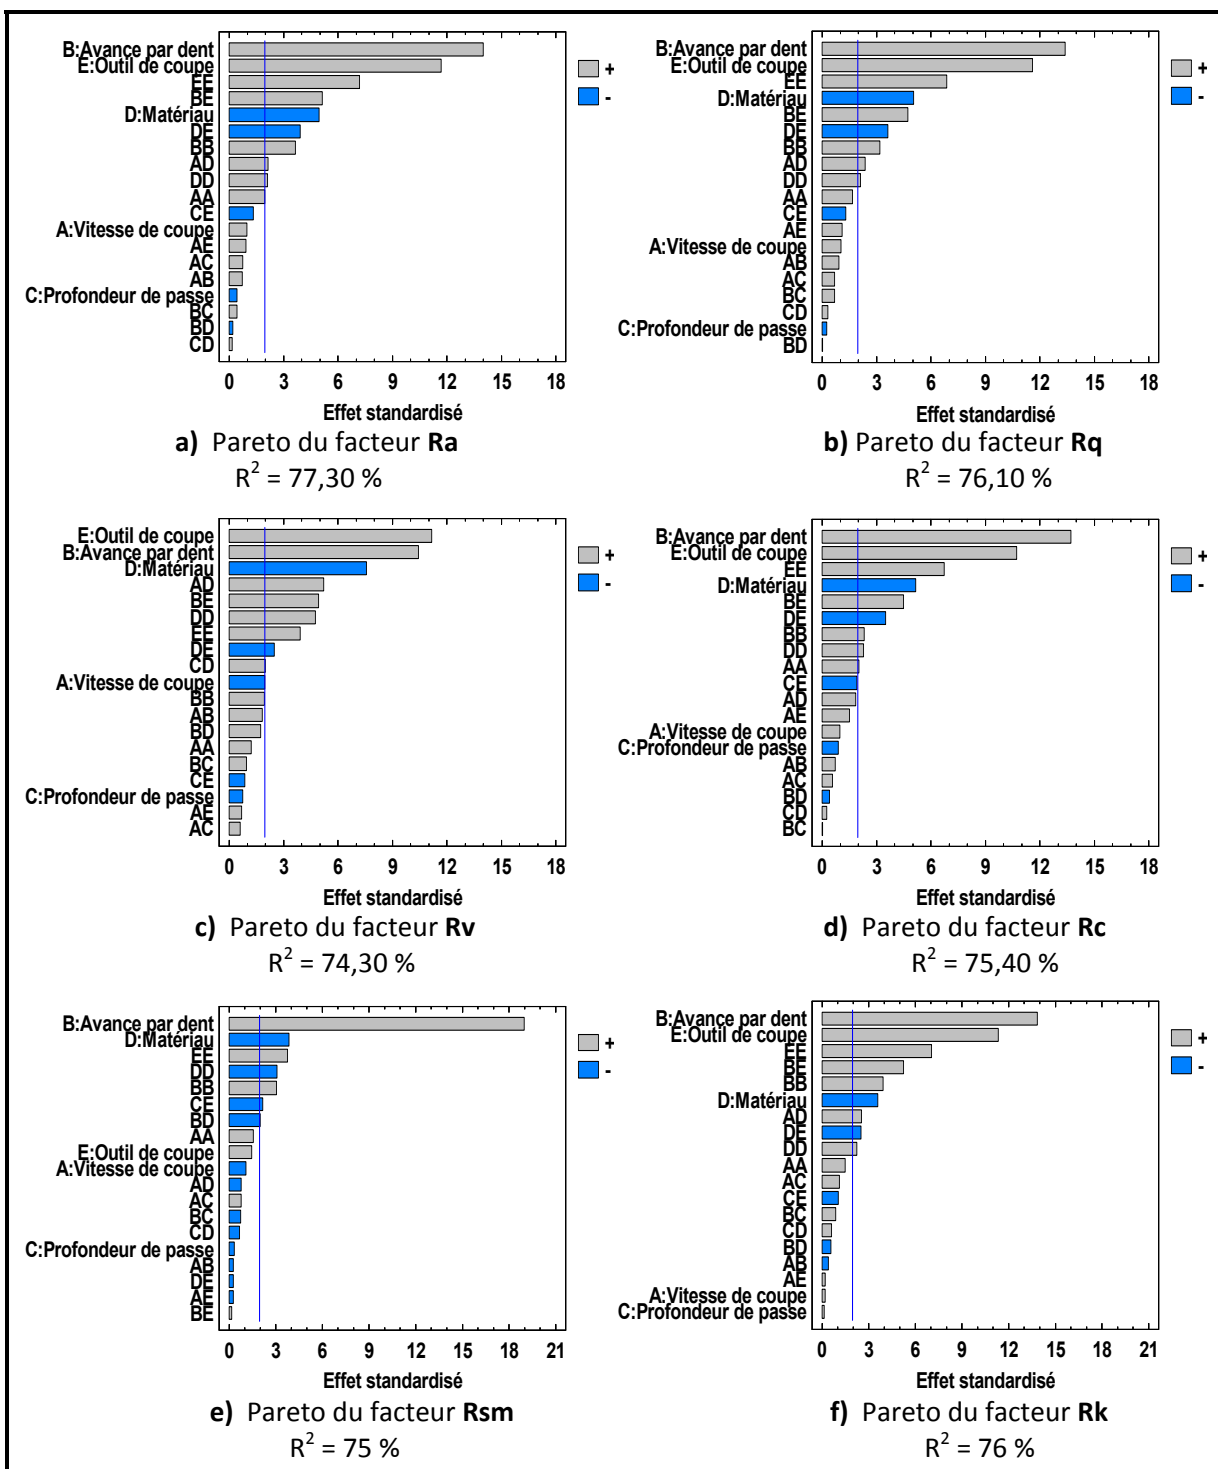 B:Avance par dent
E:Outil de coupe
EE
BE
D:Matériau
DE
BB
AD
DD
AA
CE
A:Vitesse de coupe
AE
AC
AB
C:Profondeur de passe
BC
BD
CD
0 3 6 9 12 15 18
Effet standardisé
+
-
a) Pareto du facteur Ra
R² = 77,30 %
B:Avance par dent
E:Outil de coupe
EE
D:Matériau
BE
DE
BB
AD
DD
AA
CE
AE
A:Vitesse de coupe
AB
AC
BC
CD
C:Profondeur de passe
BD
0 3 6 9 12 15 18
Effet standardisé
+
-
b) Pareto du facteur Rq
R² = 76,10 %
E:Outil de coupe
B:Avance par dent
D:Matériau
AD
BE
DD
EE
DE
CD
A:Vitesse de coupe
BB
AB
BD
AA
BC
CE
C:Profondeur de passe
AE
AC
0 3 6 9 12 15 18
Effet standardisé
+
-
c) Pareto du facteur Rv
R² = 74,30 %
B:Avance par dent
E:Outil de coupe
EE
D:Matériau
BE
DE
BB
DD
AA
CE
AD
AE
A:Vitesse de coupe
C:Profondeur de passe
AB
AC
BD
CD
BC
0 3 6 9 12 15 18
Effet standardisé
+
-
d) Pareto du facteur Rc
R² = 75,40 %
B:Avance par dent
D:Matériau
EE
DD
BB
CE
BD
AA
E:Outil de coupe
A:Vitesse de coupe
AD
AC
BC
CD
C:Profondeur de passe
AB
DE
AE
BE
0 3 6 9 12 15 18 21
Effet standardisé
+
-
e) Pareto du facteur Rsm
R² = 75 %
B:Avance par dent
E:Outil de coupe
EE
BE
BB
D:Matériau
AD
DE
DD
AA
AC
CE
BC
CD
BD
AB
AE
A:Vitesse de coupe
C:Profondeur de passe
0 3 6 9 12 15 18 21
Effet standardisé
+
-
f) Pareto du facteur Rk
R² = 76 %